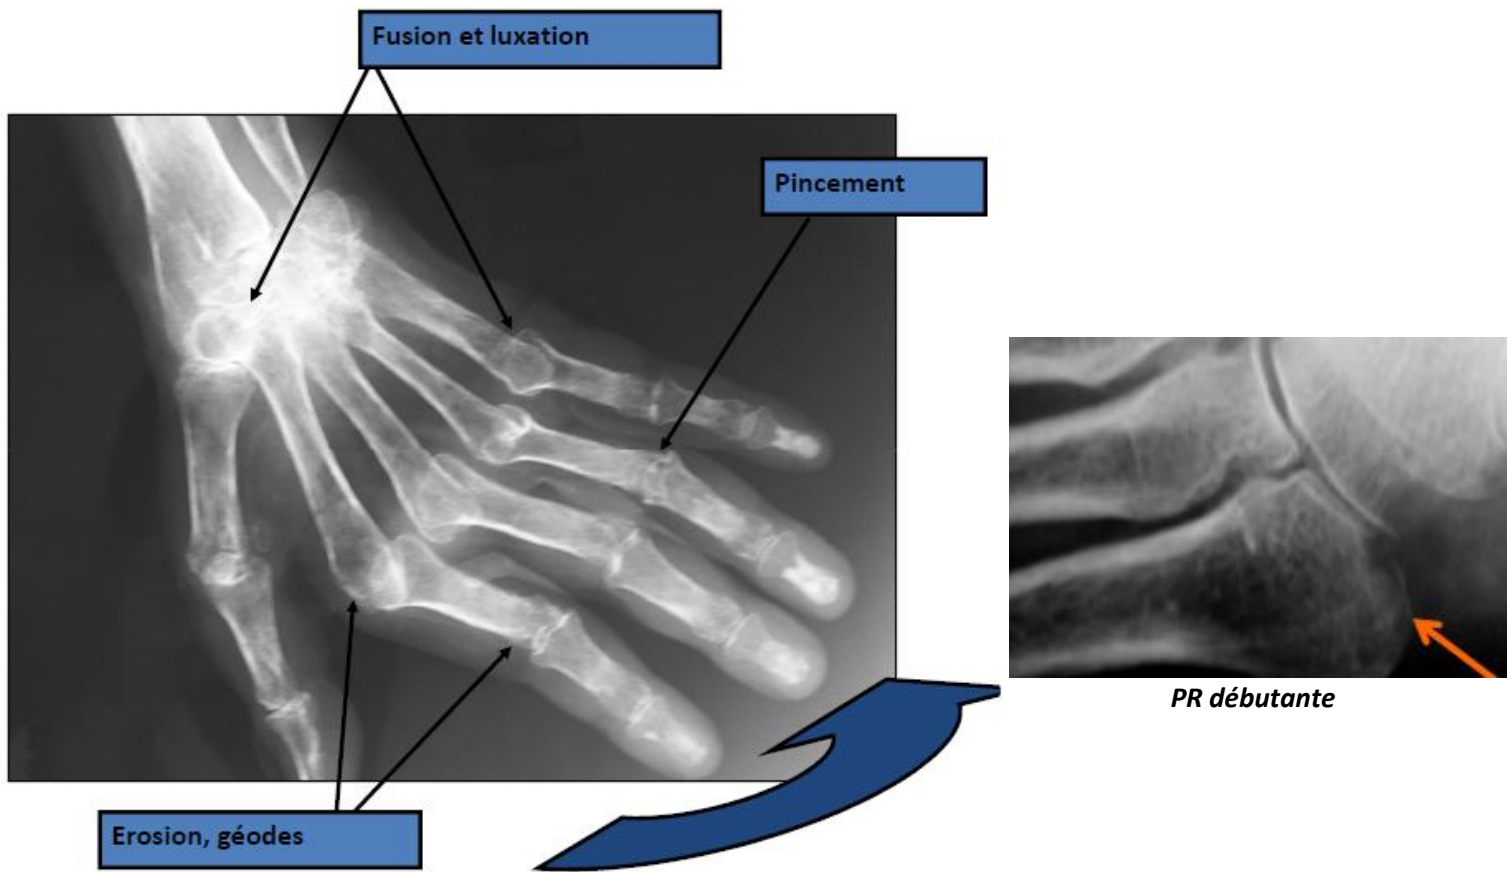 Fusion et luxation
Pincement
PR débutante
Erosion, géodes